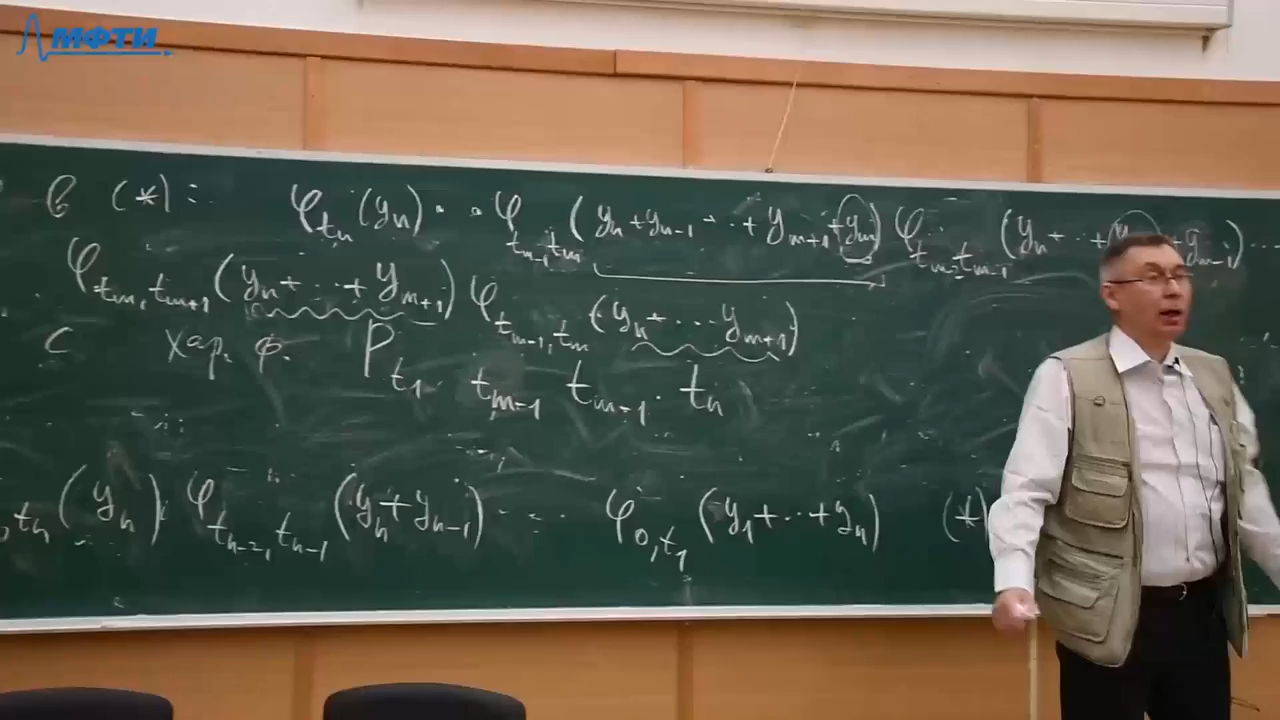 МФТИ
в (*): φ_{t_n}(y_n) · · φ_{t_{m-1}, t_m}(y_n + y_{n-1} ... + y_{m+1} + y_m) φ_{t_{m-2}, t_{m-1}}(y_n + ... + + y_{m-1}) ...
φ_{t_m, t_{m+1}}(y_n + ... + y_{m+1}) φ_{t_{m-1}, t_m}(y_n + ... y_{m+1})
с хар. ф. P_{t_1 t_{m-1} t_{m+1} . t_n}
t_n (y_n) φ_{t_{n-2}, t_{n-1}}(y_n + y_{n-1}) ... φ_{0, t_1}(y_1 + ... + y_n) (*)